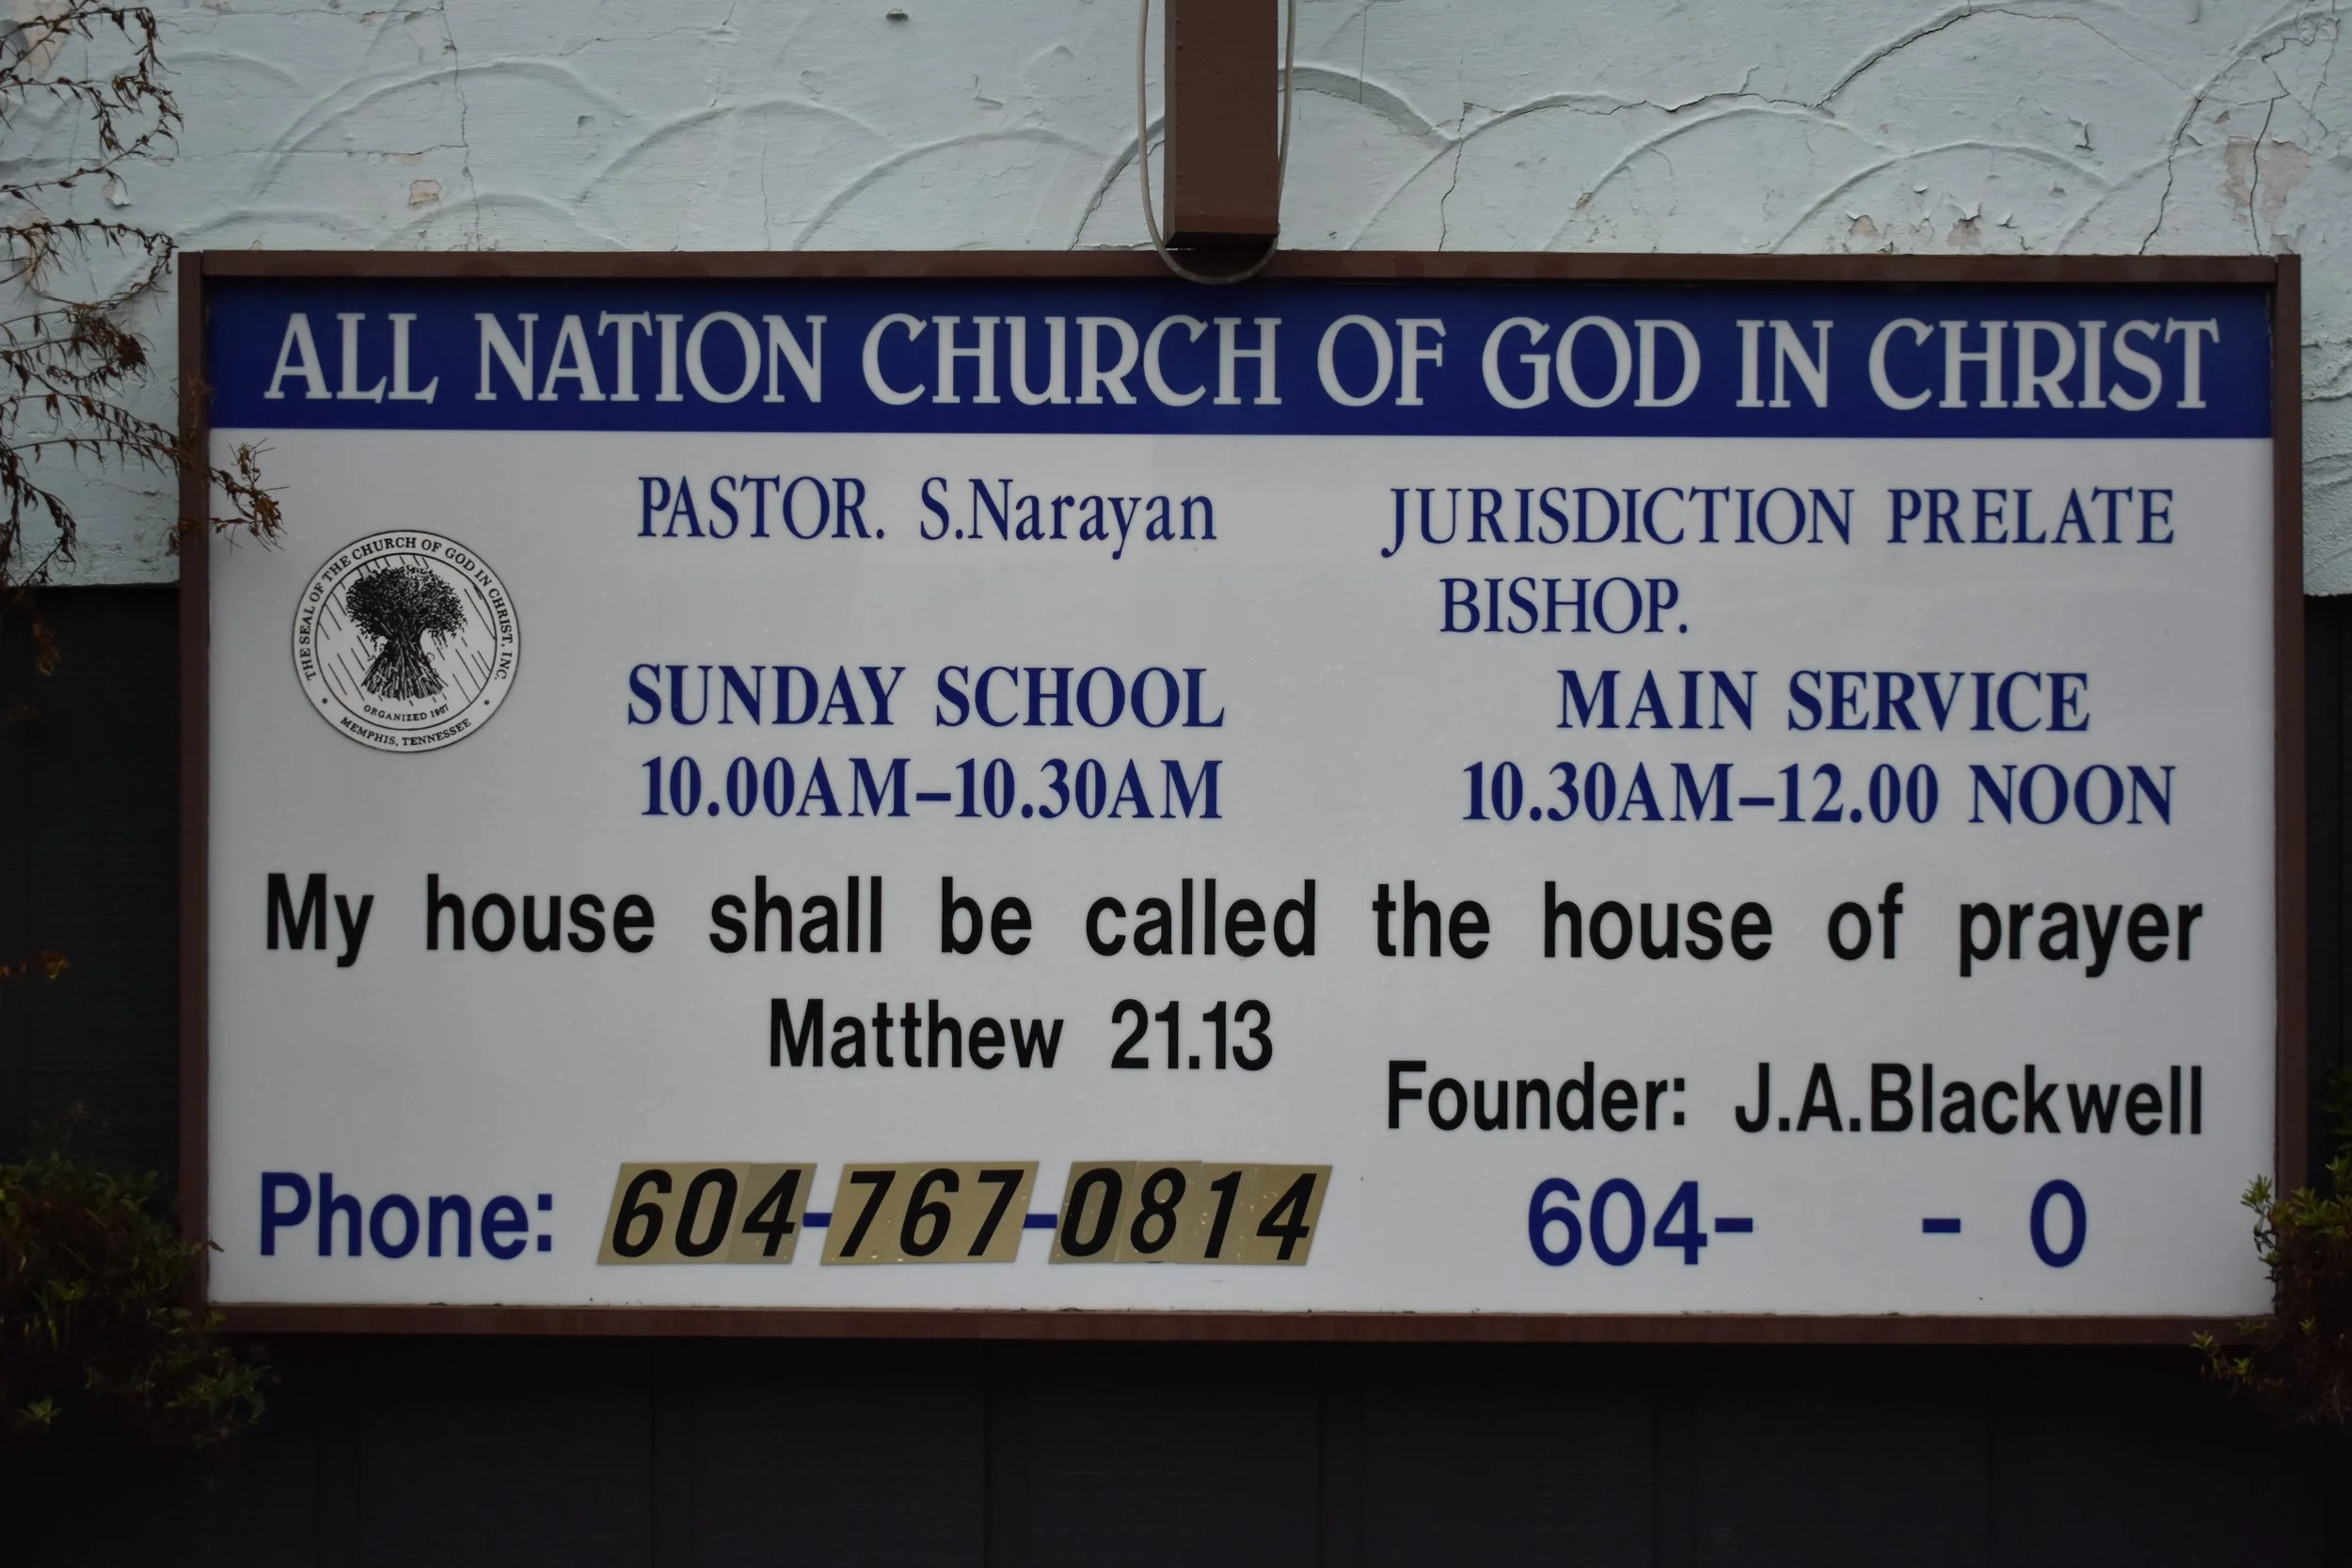 ALL NATION CHURCH OF GOD IN CHRIST
PASTOR. S.Narayan
JURISDICTION PRELATE
BISHOP.
THE SEAL OF THE CHURCH OF GOD IN CHRIST, INC.
ORGANIZED 1907
MEMPHIS, TENNESSEE
SUNDAY SCHOOL
10.00AM–10.30AM
MAIN SERVICE
10.30AM–12.00 NOON
My house shall be called the house of prayer
Matthew 21.13
Founder: J.A.Blackwell
Phone: 604-767-0814
604- - 0